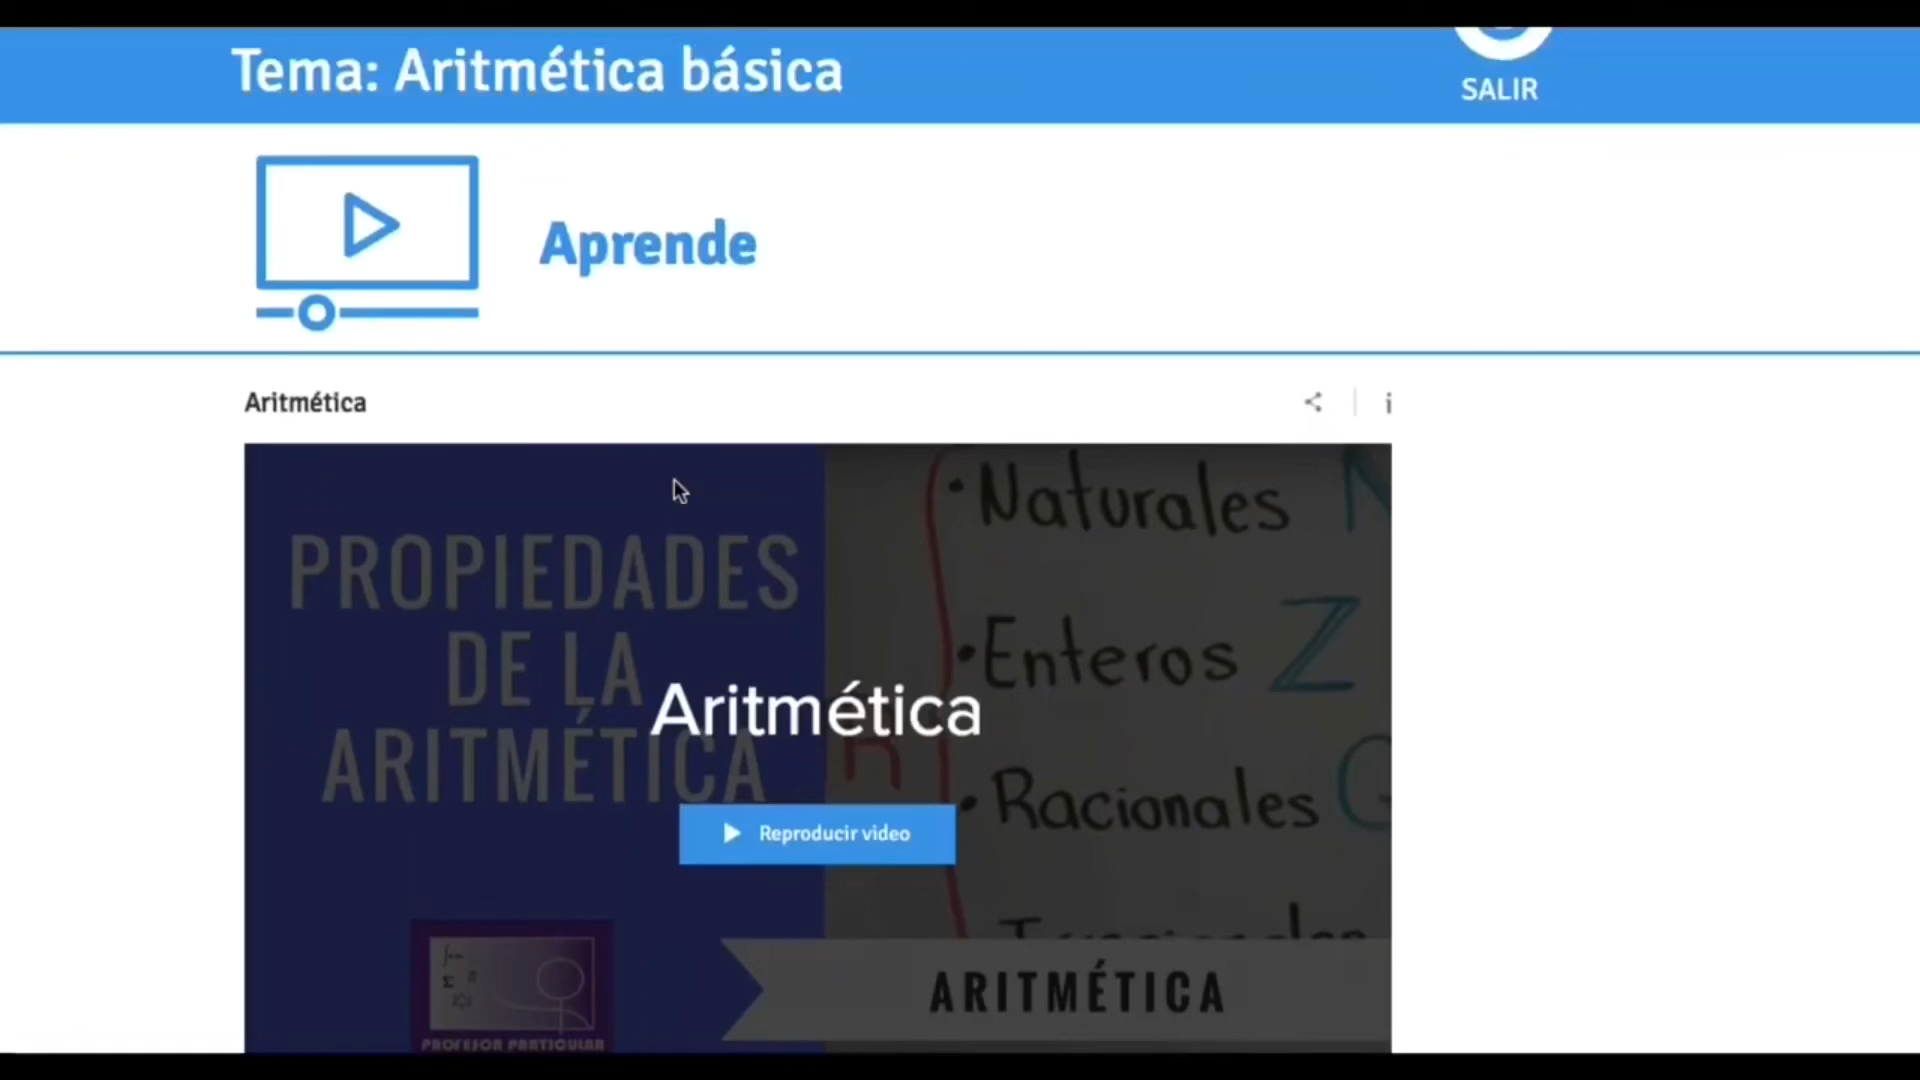 Tema: Aritmética básica
SALIR
Aprende
Aritmética
PROPIEDADES
DE LA
ARITMÉTICA
• Naturales N
• Enteros Z
R
• Racionales
Aritmética
Reproducir video
ARITMÉTICA
PROFESOR PARTICULAR